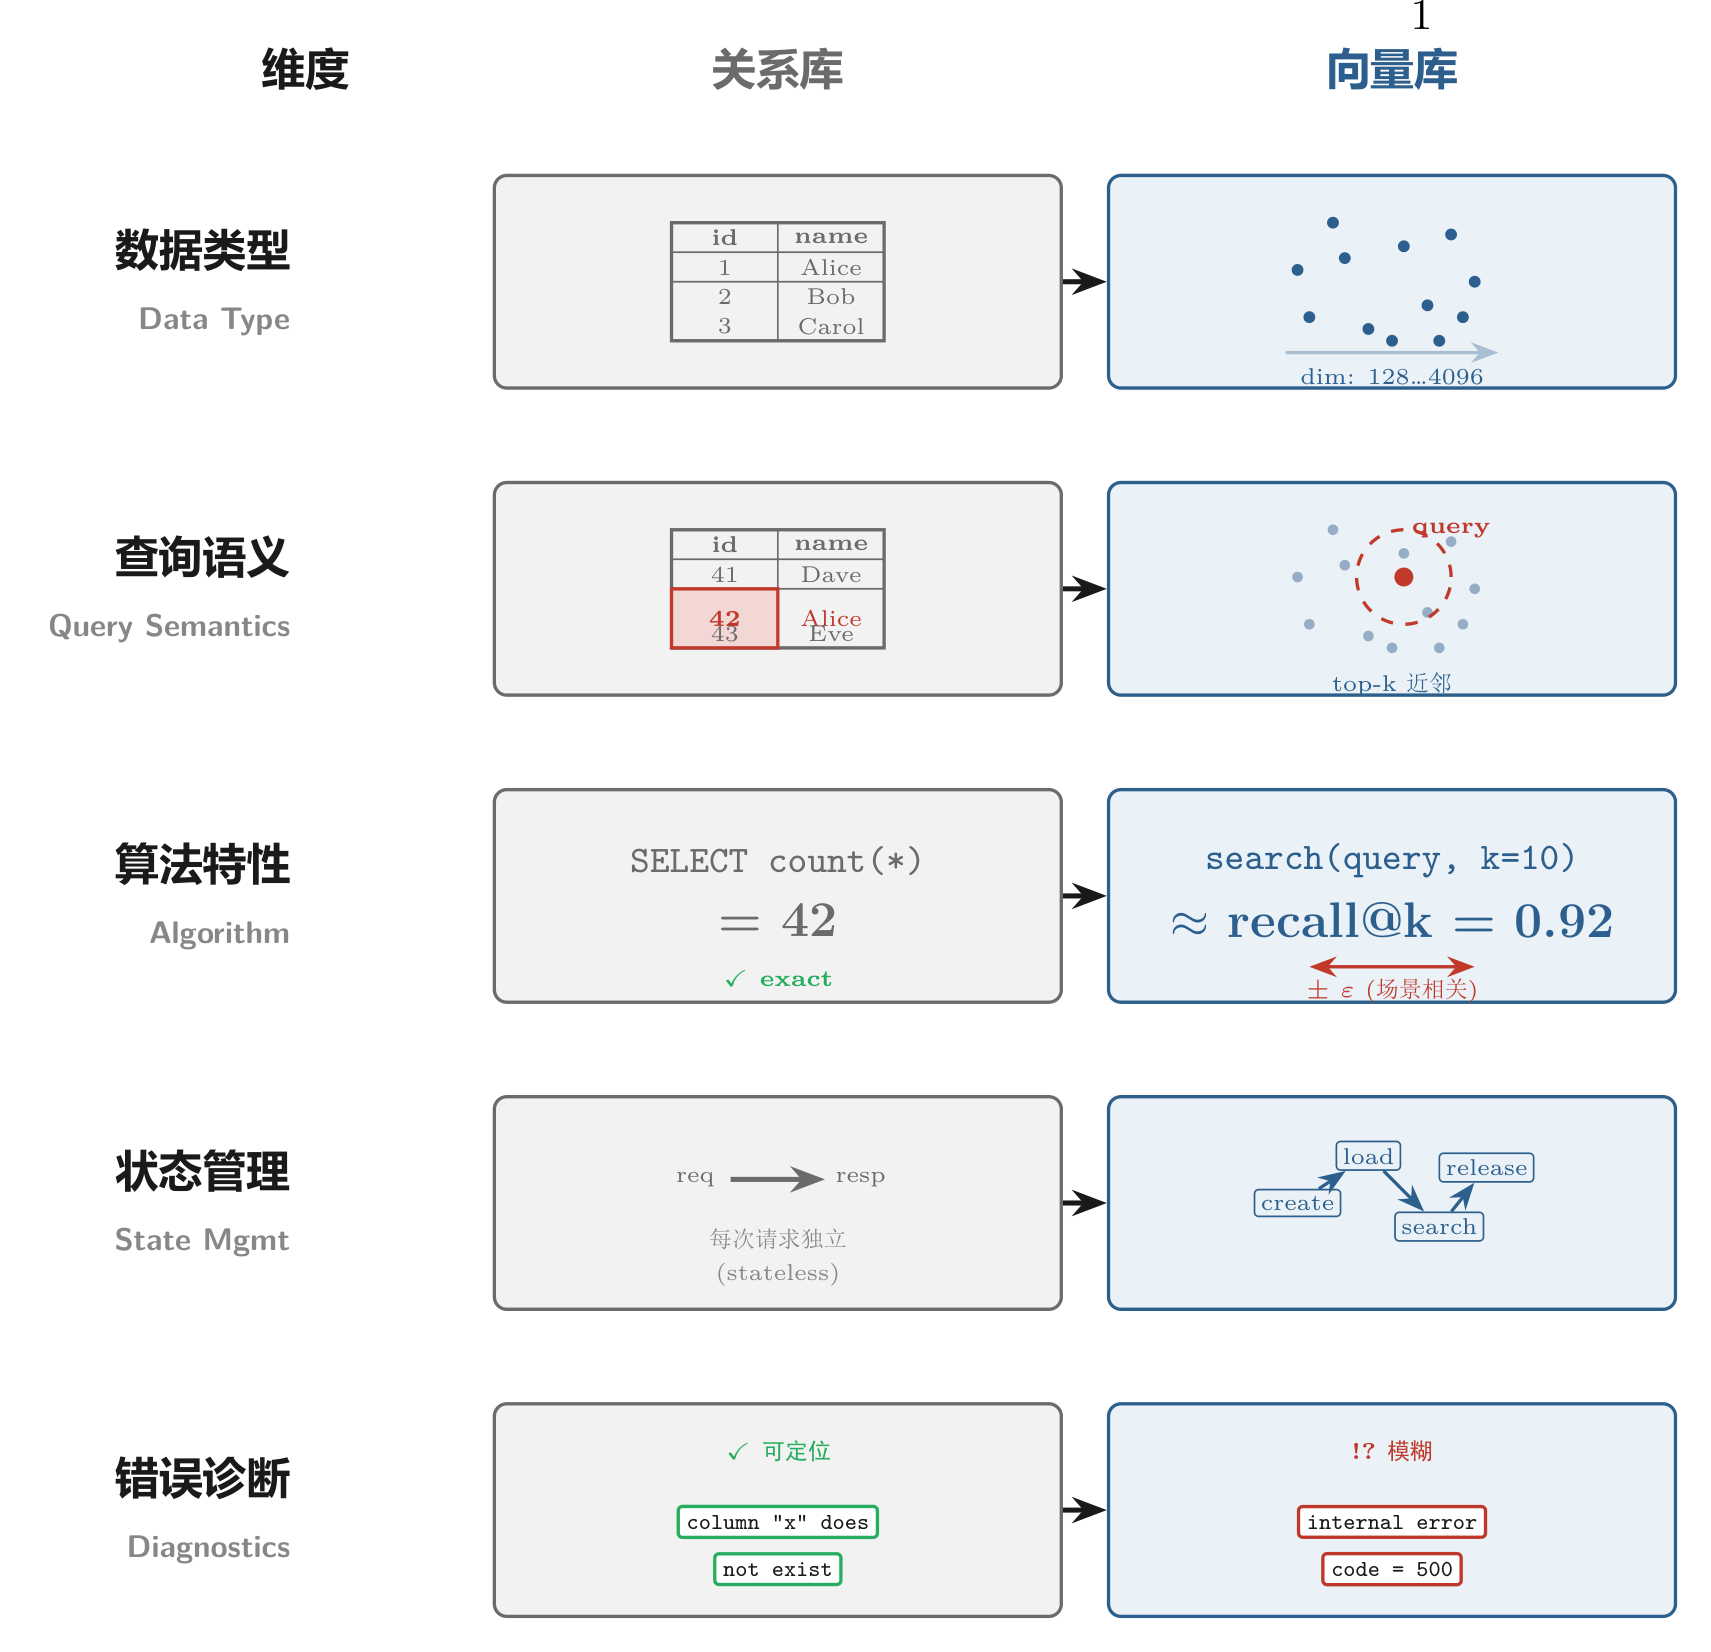 1
维度 关系库 向量库
数据类型
Data Type
id name
1 Alice
2 Bob
3 Carol
dim: 128…4096
查询语义
Query Semantics
id name
41 Dave
42 Alice
43 Eve
query
top-k 近邻
算法特性
Algorithm
SELECT count(*)
= 42
✓ exact
search(query, k=10)
≈ recall@k = 0.92
± ε (场景相关)
状态管理
State Mgmt
req resp
每次请求独立
(stateless)
load
release
create
search
错误诊断
Diagnostics
✓ 可定位
column "x" does
not exist
!? 模糊
internal error
code = 500